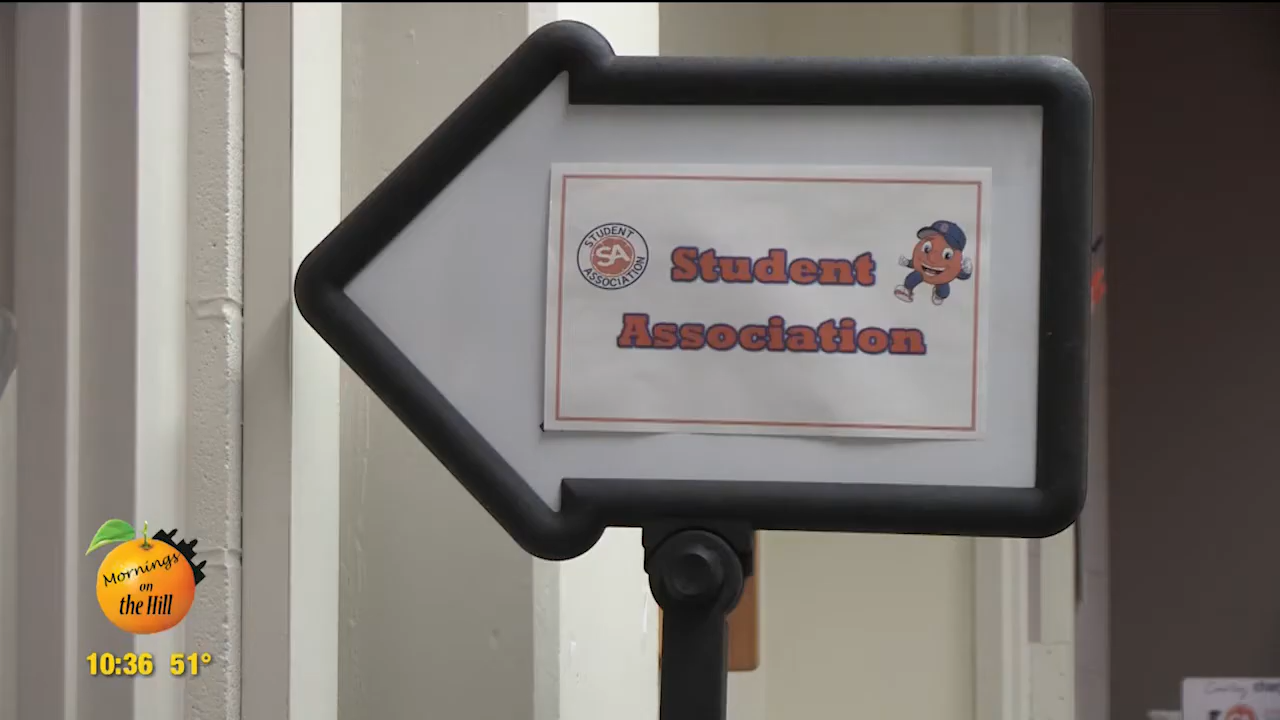 STUDENT
SA
ASSOCIATION
Student
Association
Mornings
on
the Hill
10:36 51°